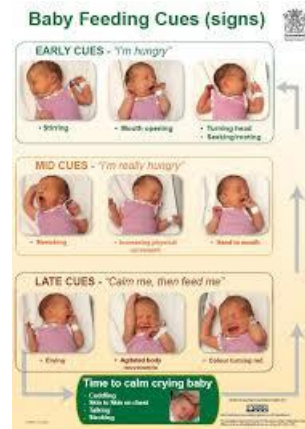 Baby Feeding Cues (signs)
EARLY CUES - "I'm hungry"
• Stirring
• Mouth opening
• Turning head
• Seeking/rooting
MID CUES - "I'm really hungry"
• Stretching
• Increasing physical
movement
• Hand to mouth
LATE CUES - "Calm me, then feed me"
• Crying
• Agitated body
movements
• Colour turning red
Time to calm crying baby
• Cuddling
• Skin to skin on chest
• Talking
• Stroking